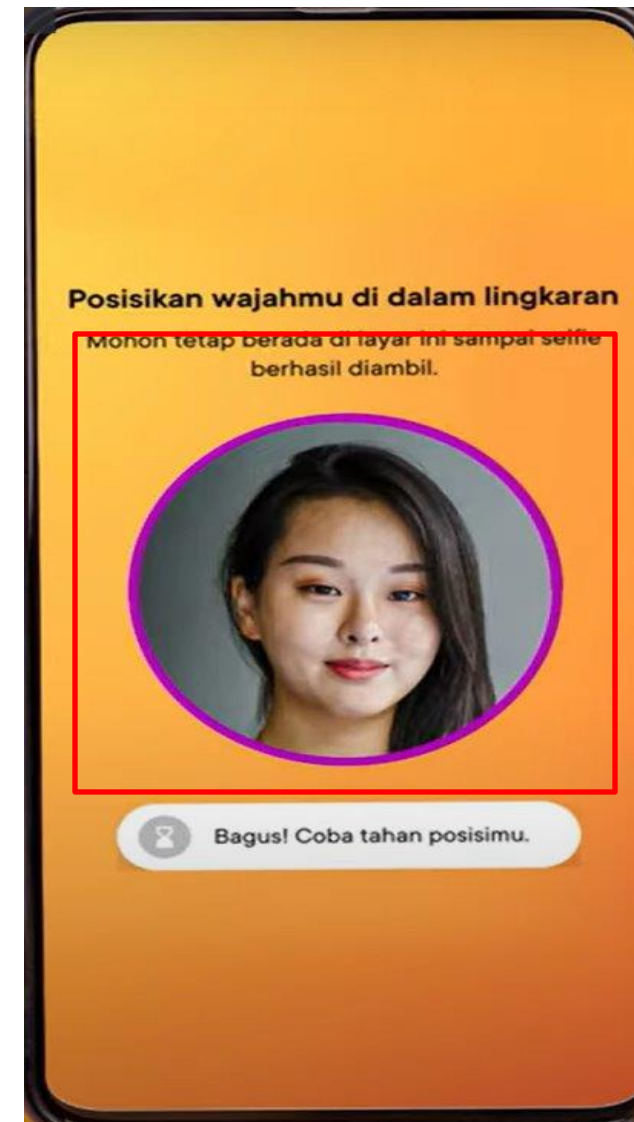 Posisikan wajahmu di dalam lingkaran
Mohon tetap berada di layar ini sampai selfie
berhasil diambil.
Bagus! Coba tahan posisimu.